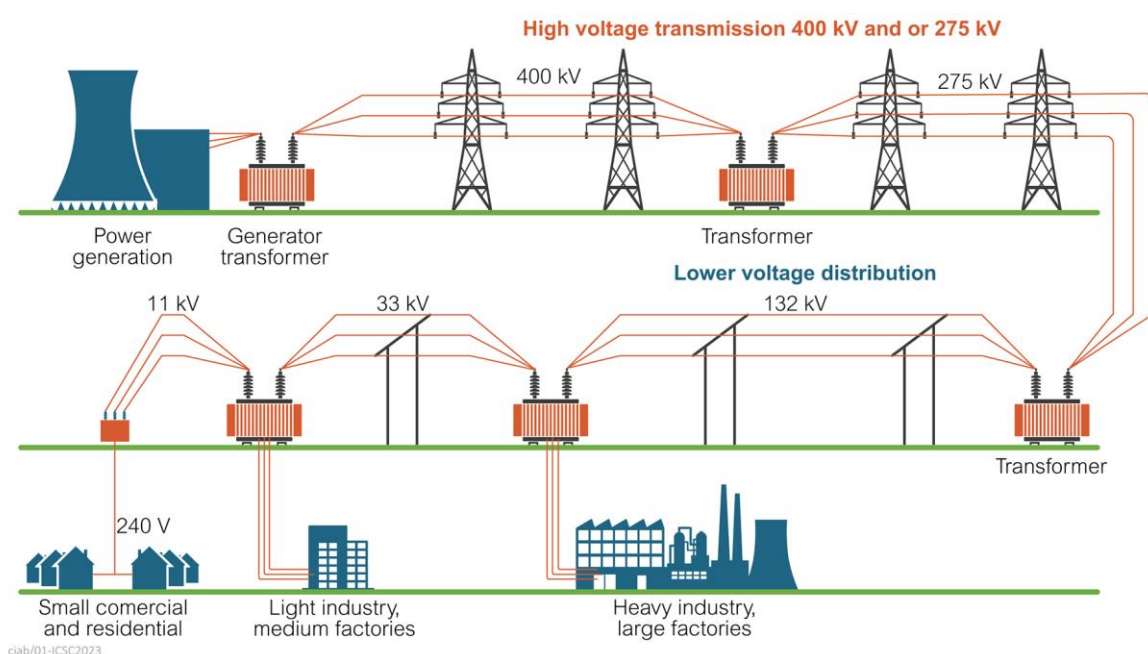 High voltage transmission 400 kV and or 275 kV
400 kV
275 kV
Power
generation
Generator
transformer
Transformer
Lower voltage distribution
11 kV
33 kV
132 kV
Transformer
240 V
Small comercial
and residential
Light industry,
medium factories
Heavy industry,
large factories
ciab/01-ICSC2023